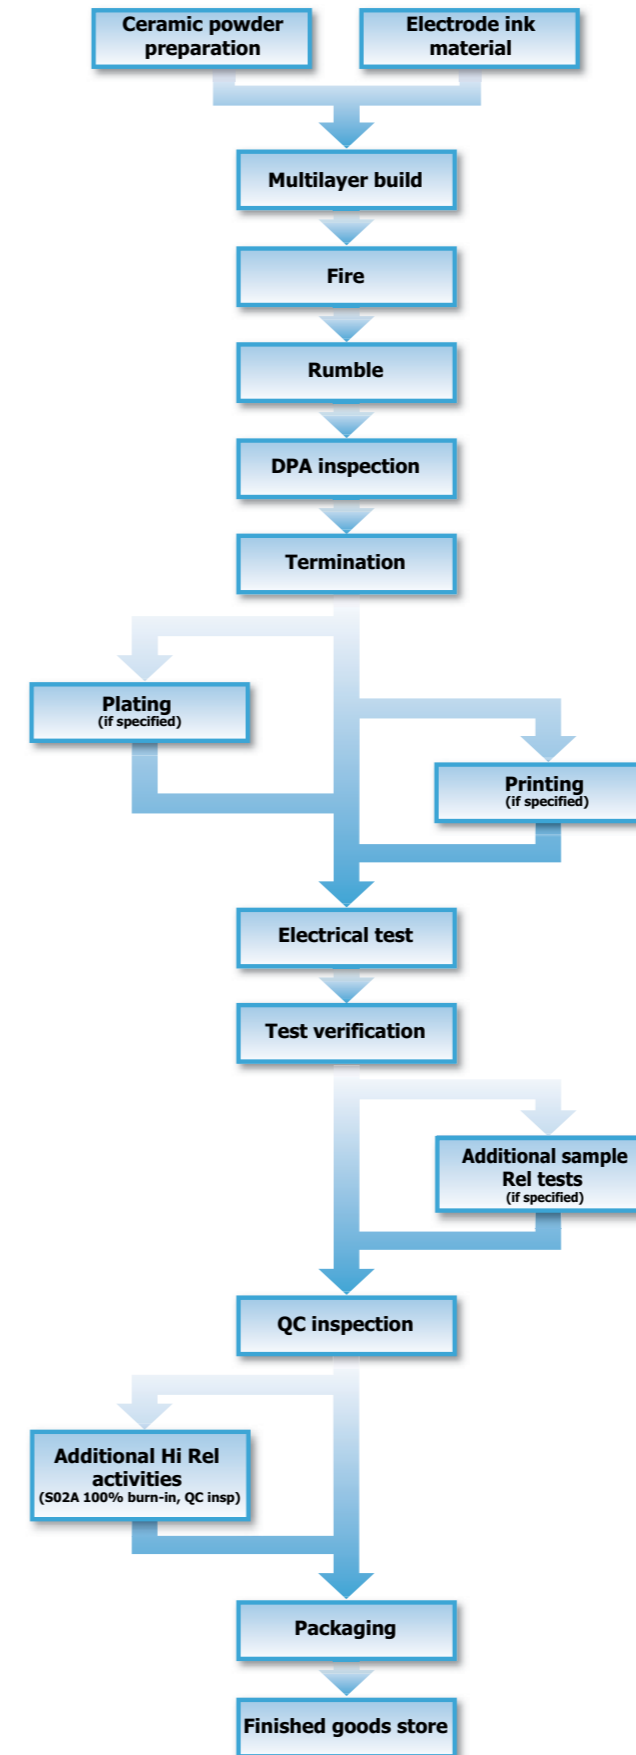 Ceramic powder
preparation
Electrode ink
material
Multilayer build
Fire
Rumble
DPA inspection
Termination
Plating
(if specified)
Printing
(if specified)
Electrical test
Test verification
Additional sample
Rel tests
(if specified)
QC inspection
Additional Hi Rel
activities
(S02A 100% burn-in, QC insp)
Packaging
Finished goods store